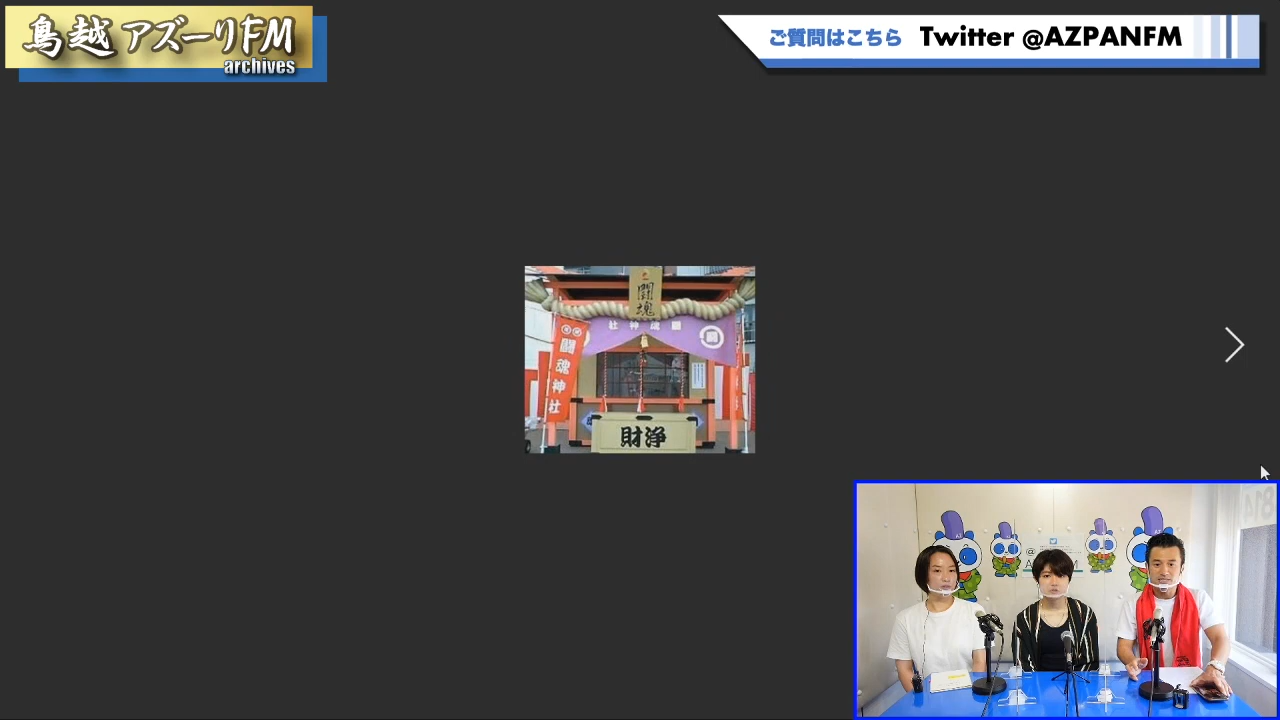 鳥越アズーリFM
archives
ご質問はこちら Twitter @AZPANFM
闘魂
社神魂闘
闘魂神社
財浄